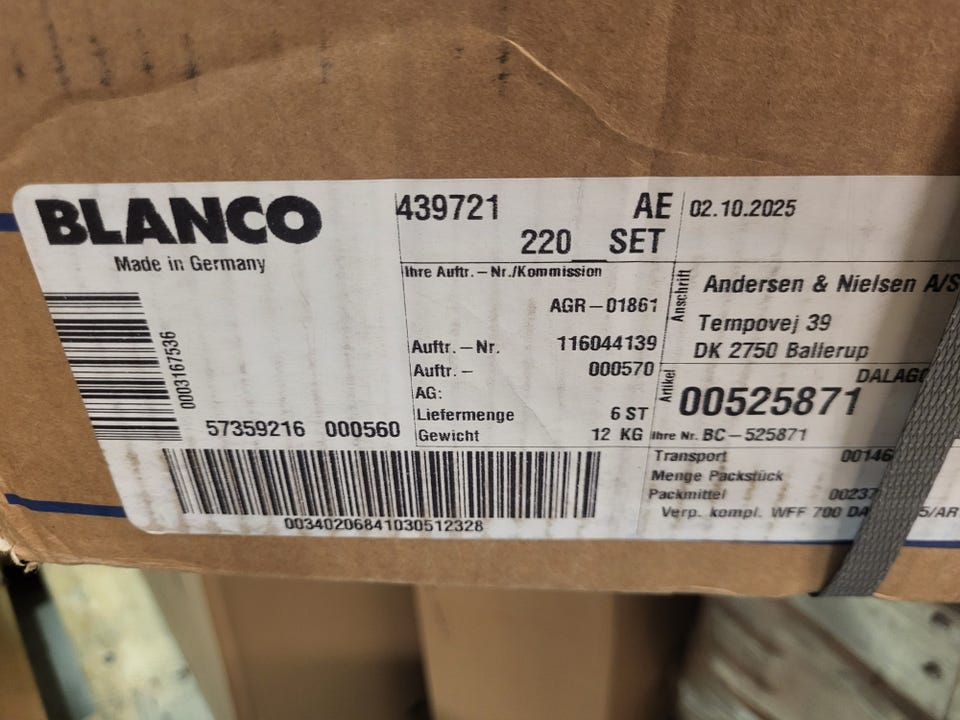 BLANCO
Made in Germany
0003167536
57359216 000560
00340206841030512328
439721 AE
220 SET
Ihre Auftr.-Nr./Kommission
AGR-01861
Auftr.-Nr. 116044139
Auftr.- 000570
AG:
Liefermenge 6 ST
Gewicht 12 KG
02.10.2025
Anschrift
Andersen & Nielsen A/S
Tempovej 39
DK 2750 Ballerup
Artikel
00525871
Ihre Nr. BC-525871
Transport
Menge Packstück
Packmittel
Verp. kompl. WFF 700